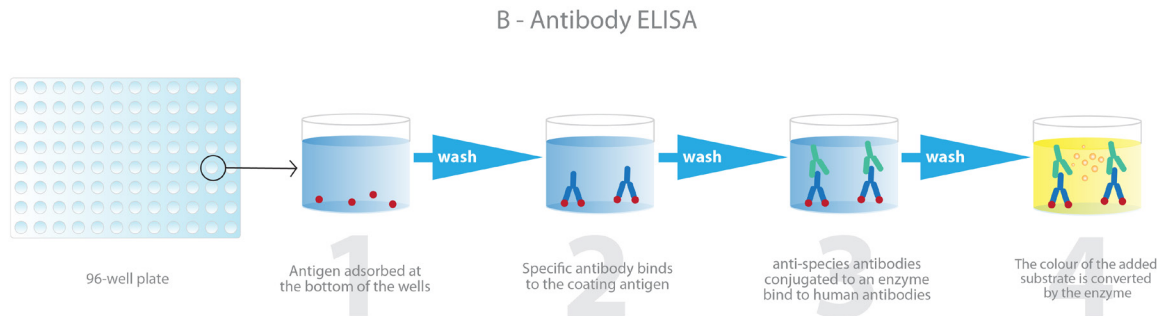 B - Antibody ELISA
wash
wash
wash
96-well plate
1
Antigen adsorbed at
the bottom of the wells
2
Specific antibody binds
to the coating antigen
3
anti-species antibodies
conjugated to an enzyme
bind to human antibodies
4
The colour of the added
substrate is converted
by the enzyme